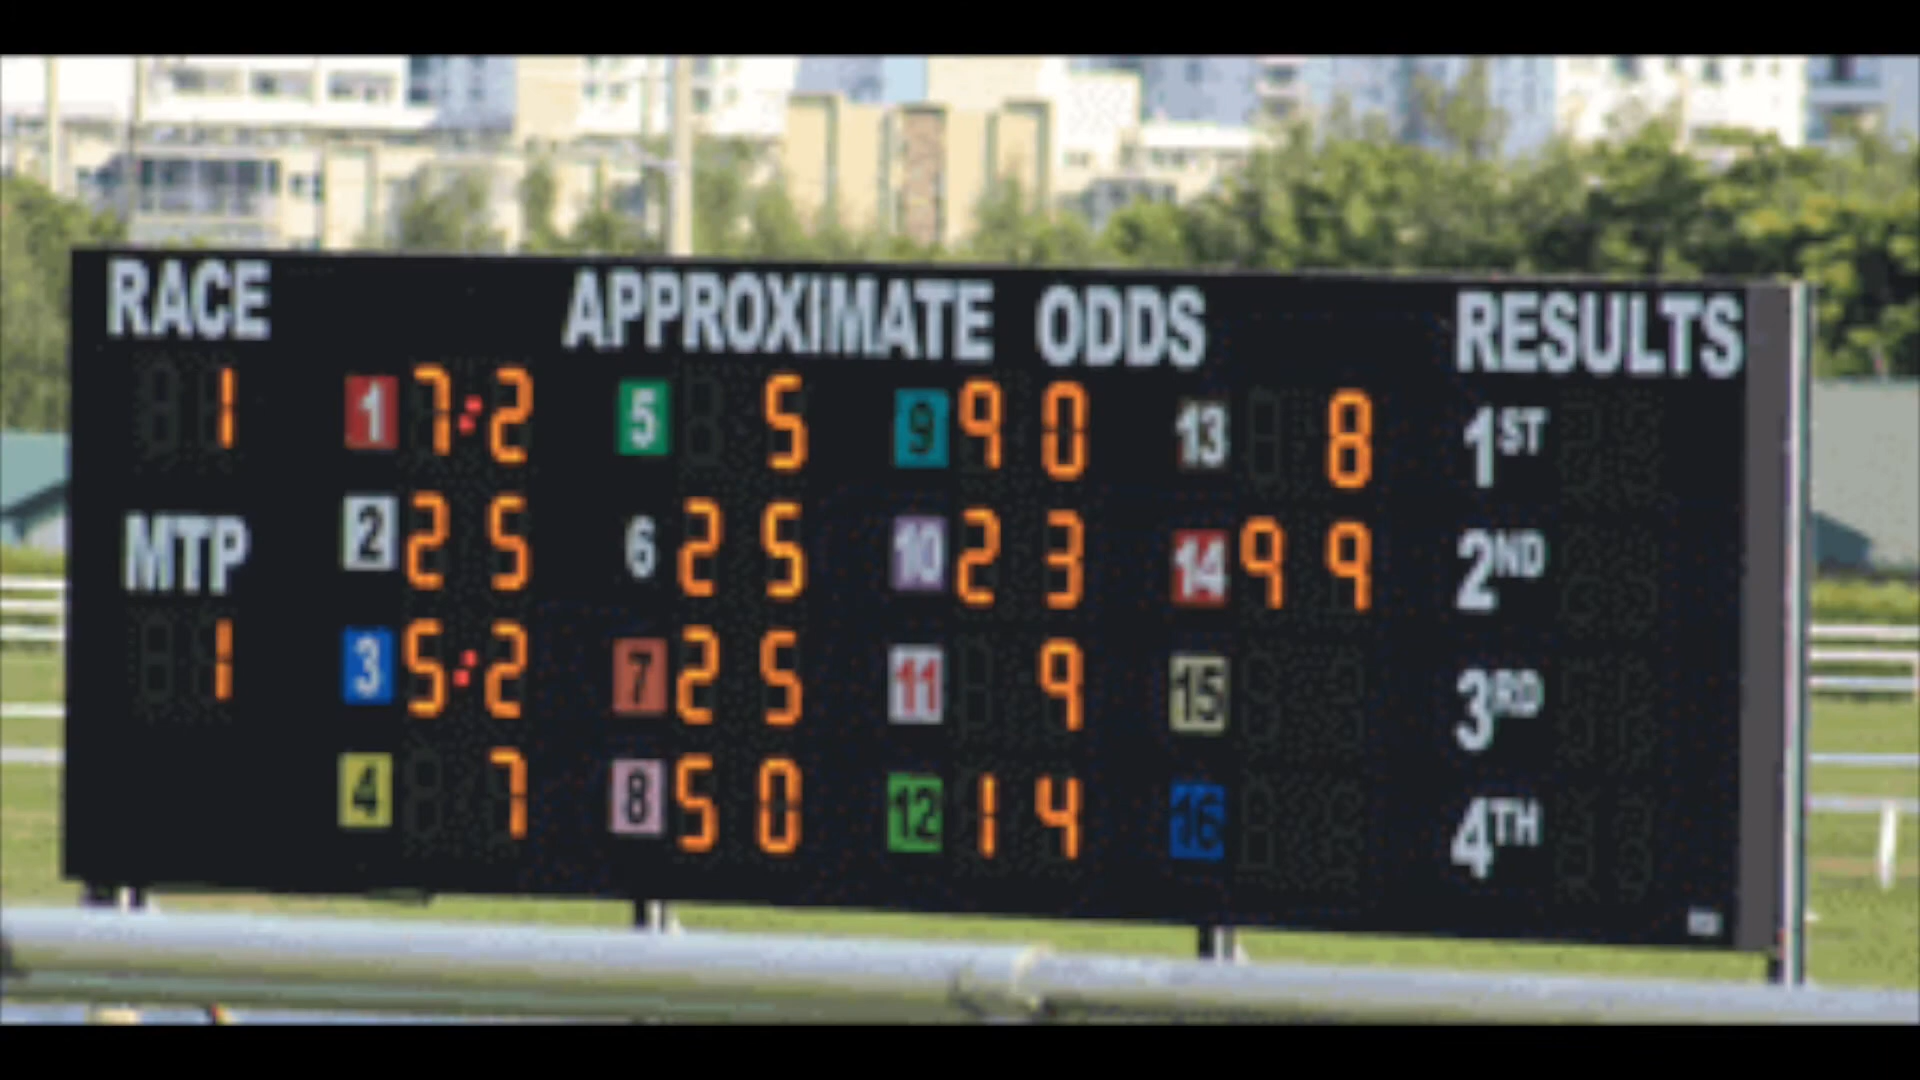 RACE APPROXIMATE ODDS RESULTS
1 1 7:2 5 5 9 90 13 8 1ST
MTP 2 25 6 25 10 23 14 99 2ND
1 3 5:2 7 25 11 9 15 3RD
4 7 8 50 12 14 16 4TH